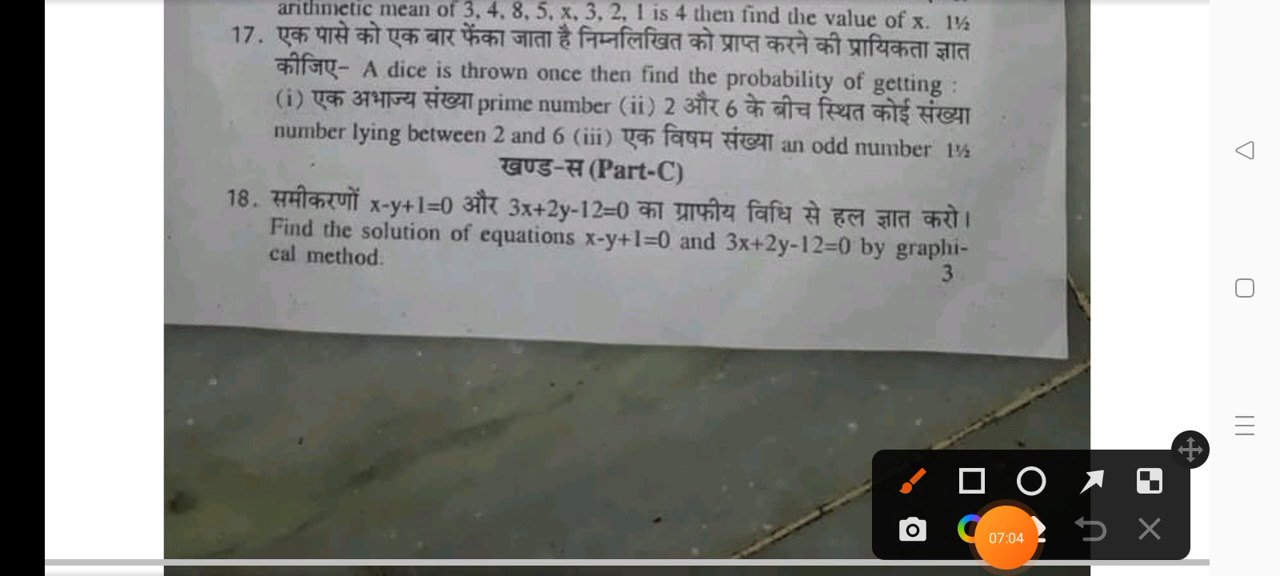 arithmetic mean of 3, 4, 8, 5, x, 3, 2, 1 is 4 then find the value of x. 1½
17. एक पासे को एक बार फेंका जाता है निम्नलिखित को प्राप्त करने की प्रायिकता ज्ञात
कीजिए- A dice is thrown once then find the probability of getting :
(i) एक अभाज्य संख्या prime number (ii) 2 और 6 के बीच स्थित कोई संख्या
number lying between 2 and 6 (iii) एक विषम संख्या an odd number 1½
खण्ड-स (Part-C)
18. समीकरणों x-y+1=0 और 3x+2y-12=0 का ग्राफीय विधि से हल ज्ञात करो।
Find the solution of equations x-y+1=0 and 3x+2y-12=0 by graphi-
cal method. 3
07:04